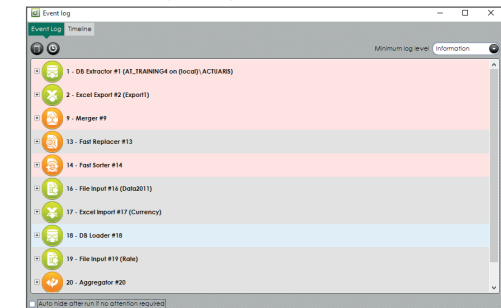 Event log
Event Log Timeline
Minimum log level Information
1 - DB Extractor #1 (AT_TRAINING4 on (local)\ACTUARIS)
2 - Excel Export #2 (Export1)
9 - Merger #9
13 - Fast Replacer #13
14 - Fast Sorter #14
16 - File Input #16 (Data2011)
17 - Excel Import #17 (Currency)
18 - DB Loader #18
19 - File Input #19 (Rate)
20 - Aggregator #20
Auto hide after run if no attention required